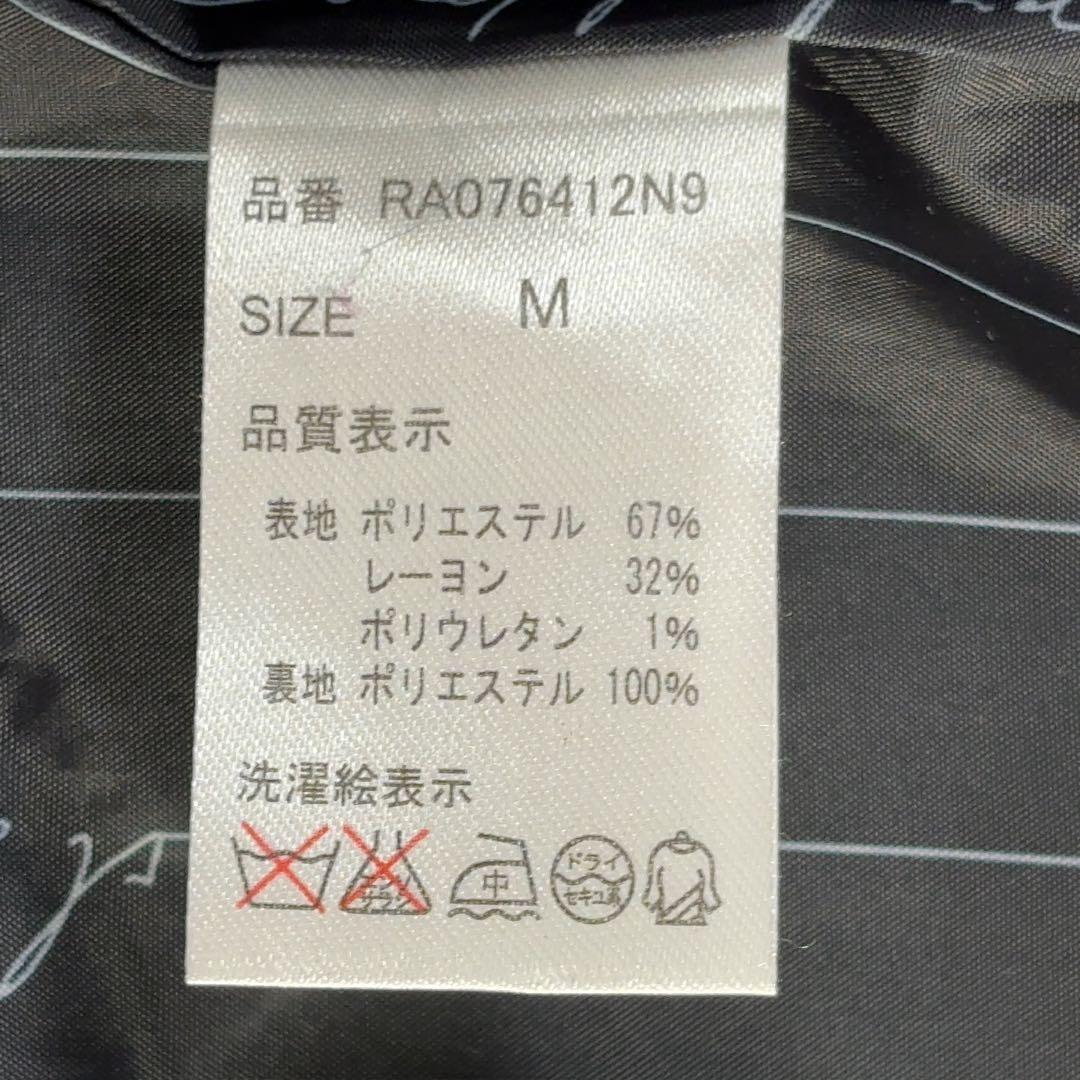 品番 RA076412N9
SIZE M
品質表示
表地 ポリエステル 67%
レーヨン 32%
ポリウレタン 1%
裏地 ポリエステル 100%
洗濯絵表示
中 ドライ
セキユ系